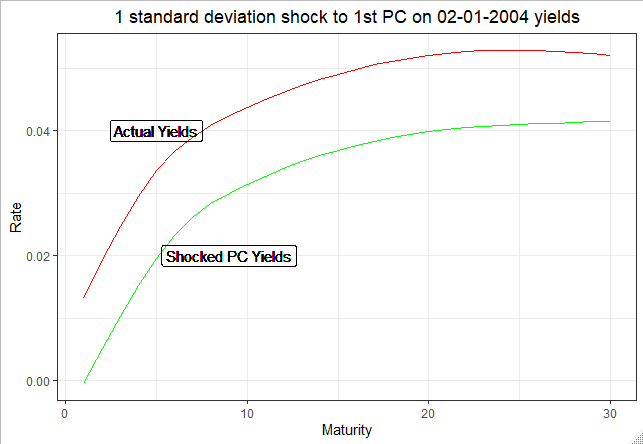 1 standard deviation shock to 1st PC on 02-01-2004 yields
Actual Yields
Shocked PC Yields
Rate
0.04
0.02
0.00
0
10
20
30
Maturity